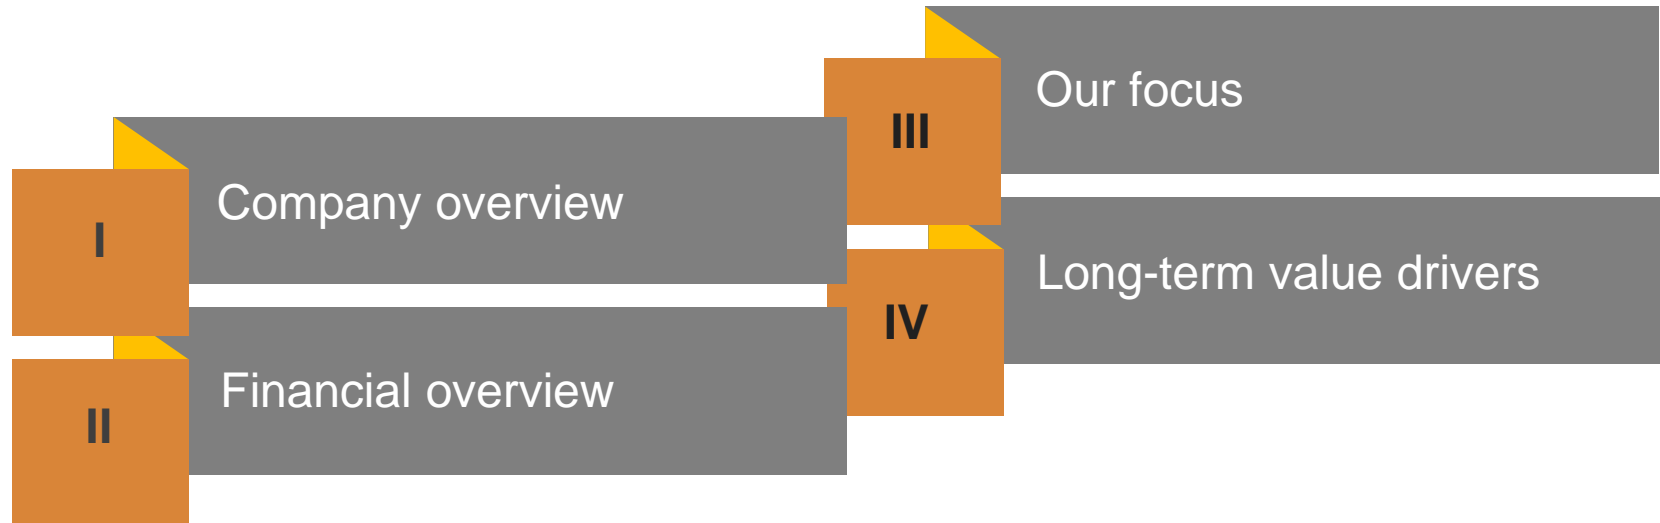 I
Company overview
II
Financial overview
III
Our focus
IV
Long-term value drivers